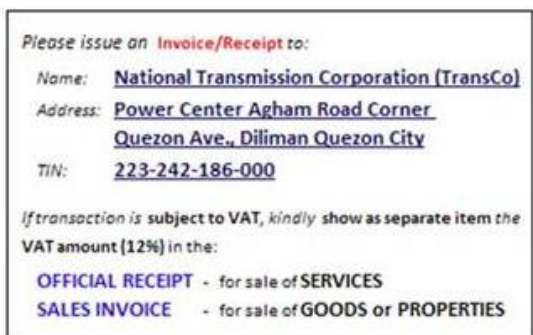 Please issue an Invoice/Receipt to:
Name: National Transmission Corporation (TransCo)
Address: Power Center Agham Road Corner
Quezon Ave., Diliman Quezon City
TIN: 223-242-186-000
If transaction is subject to VAT, kindly show as separate item the
VAT amount (12%) in the:
OFFICIAL RECEIPT - for sale of SERVICES
SALES INVOICE - for sale of GOODS or PROPERTIES